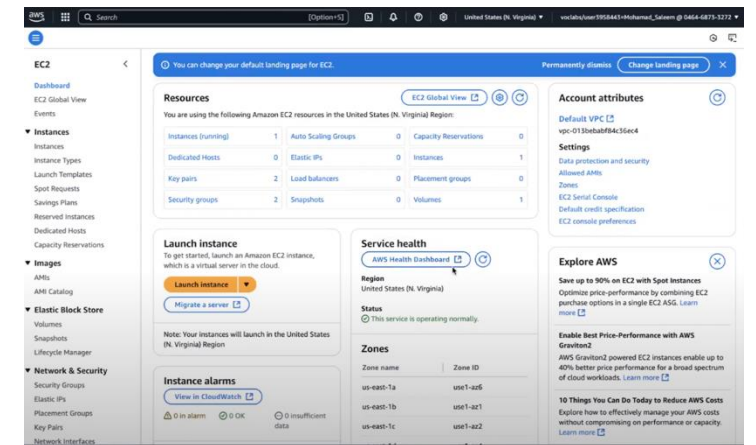 aws
Search
[Option+S]
United States (N. Virginia)
voclabs/user3958443=Mohamad_Saleem @ 0464-6873-3272
EC2
Dashboard
EC2 Global View
Events
Instances
Instances
Instance Types
Launch Templates
Spot Requests
Savings Plans
Reserved Instances
Dedicated Hosts
Capacity Reservations
Images
AMIs
AMI Catalog
Elastic Block Store
Volumes
Snapshots
Lifecycle Manager
Network & Security
Security Groups
Elastic IPs
Placement Groups
Key Pairs
Network Interfaces
You can change your default landing page for EC2.
Permanently dismiss
Change landing page
Resources
EC2 Global View
You are using the following Amazon EC2 resources in the United States (N. Virginia) Region:
Instances (running) 1 Auto Scaling Groups 0 Capacity Reservations 0
Dedicated Hosts 0 Elastic IPs 0 Instances 1
Key pairs 2 Load balancers 0 Placement groups 0
Security groups 2 Snapshots 0 Volumes 1
Launch instance
To get started, launch an Amazon EC2 instance,
which is a virtual server in the cloud.
Launch instance
Migrate a server
Note: Your instances will launch in the United States
(N. Virginia) Region
Instance alarms
View in CloudWatch
0 in alarm 0 OK 0 insufficient
data
Service health
AWS Health Dashboard
Region
United States (N. Virginia)
Status
This service is operating normally.
Zones
Zone name Zone ID
us-east-1a use1-az6
us-east-1b use1-az1
us-east-1c use1-az2
Account attributes
Default VPC
vpc-013bebabf84c36ec4
Settings
Data protection and security
Allowed AMIs
Zones
EC2 Serial Console
Default credit specification
EC2 console preferences
Explore AWS
Save up to 90% on EC2 with Spot Instances
Optimize price-performance by combining EC2
purchase options in a single EC2 ASG. Learn
more
Enable Best Price-Performance with AWS
Graviton2
AWS Graviton2 powered EC2 instances enable up to
40% better price performance for a broad spectrum
of cloud workloads. Learn more
10 Things You Can Do Today to Reduce AWS Costs
Explore how to effectively manage your AWS costs
without compromising on performance or capacity.
Learn more